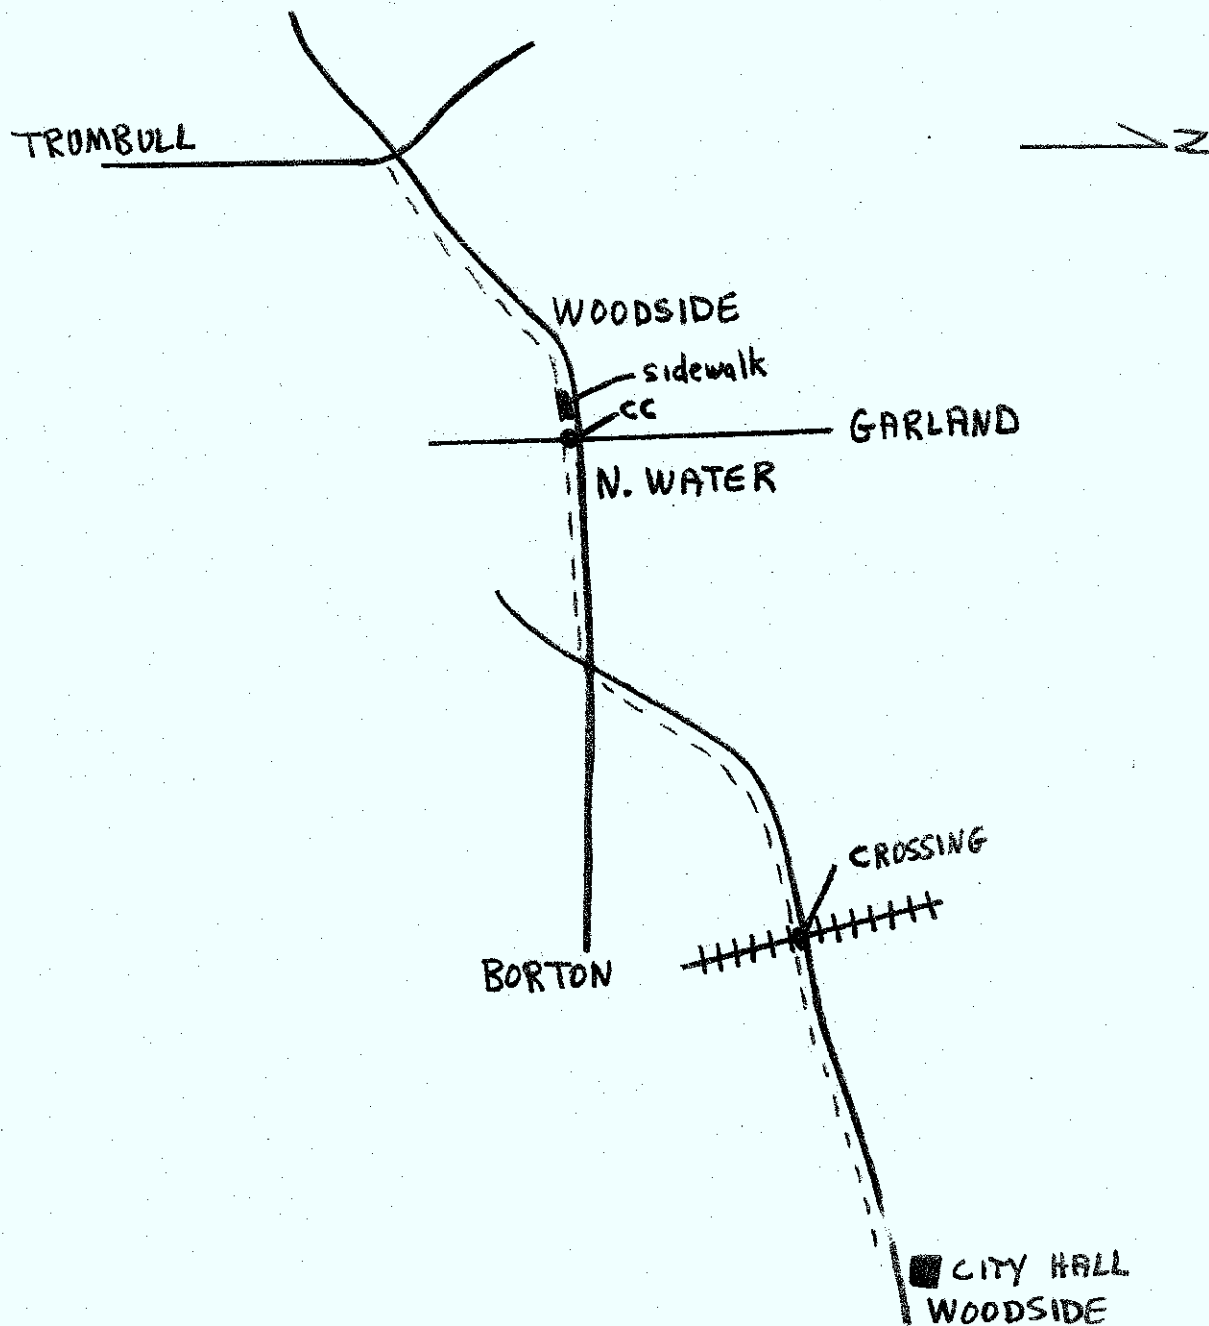 TRUMBULL
N
WOODSIDE
sidewalk
CC
GARLAND
N. WATER
CROSSING
BORTON
CITY HALL
WOODSIDE